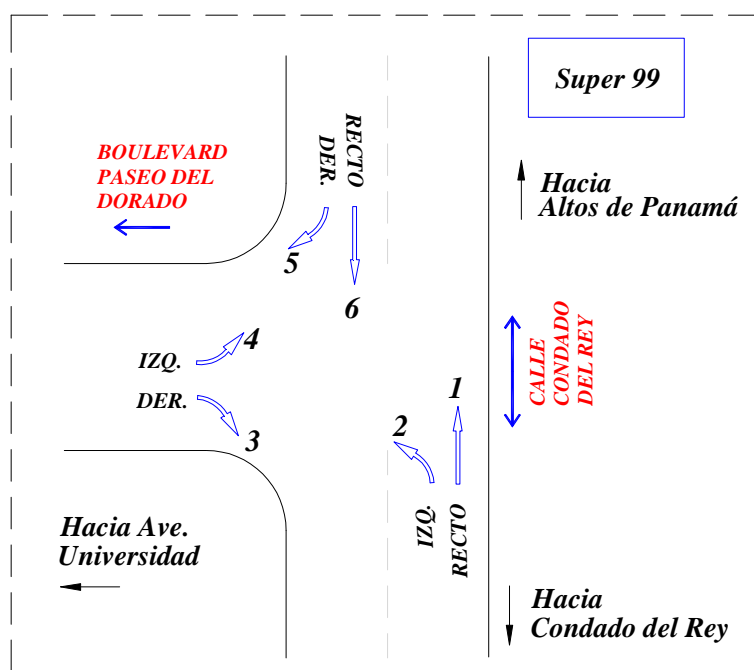 Super 99
RECTO
DER.
BOULEVARD
PASEO DEL
DORADO
Hacia
Altos de Panamá
5
6
4
IZQ.
DER.
3
2
1
CALLE
CONDADO
DEL REY
IZQ.
RECTO
Hacia Ave.
Universidad
Hacia
Condado del Rey